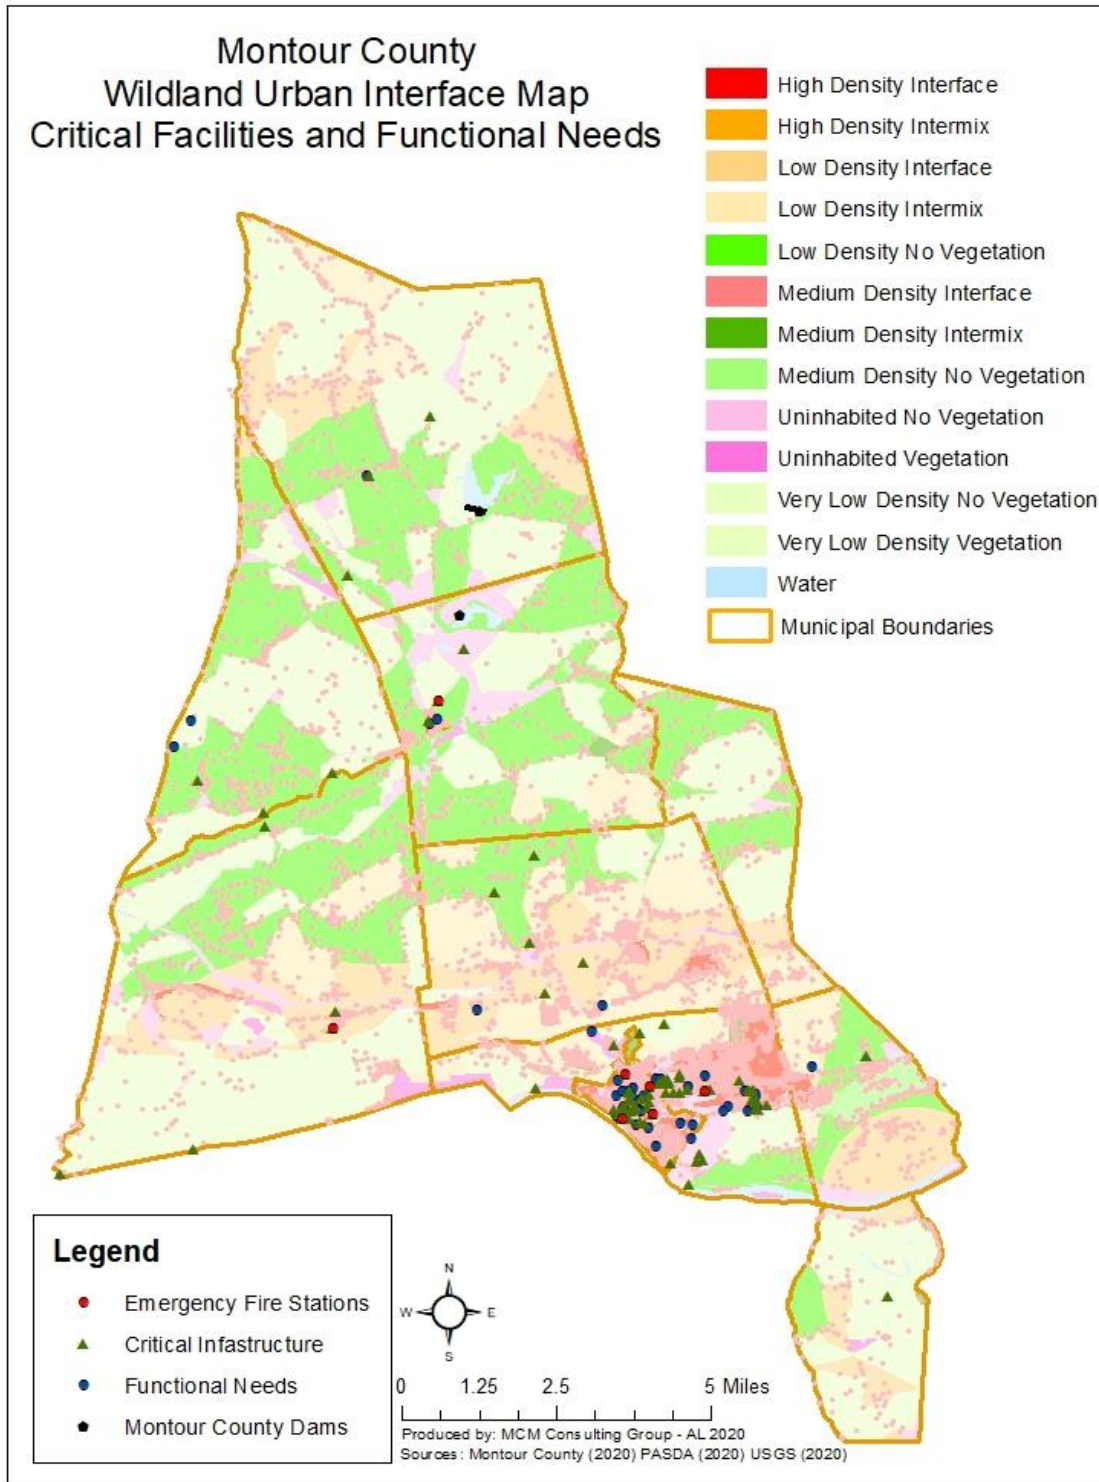 Montour County
Wildland Urban Interface Map
Critical Facilities and Functional Needs
High Density Interface
High Density Intermix
Low Density Interface
Low Density Intermix
Low Density No Vegetation
Medium Density Interface
Medium Density Intermix
Medium Density No Vegetation
Uninhabited No Vegetation
Uninhabited Vegetation
Very Low Density No Vegetation
Very Low Density Vegetation
Water
Municipal Boundaries
Legend
Emergency Fire Stations
Critical Infastructure
Functional Needs
Montour County Dams
N
W E
S
0 1.25 2.5 5 Miles
Produced by: MCM Consulting Group - AL 2020
Sources: Montour County (2020) PASDA (2020) USGS (2020)